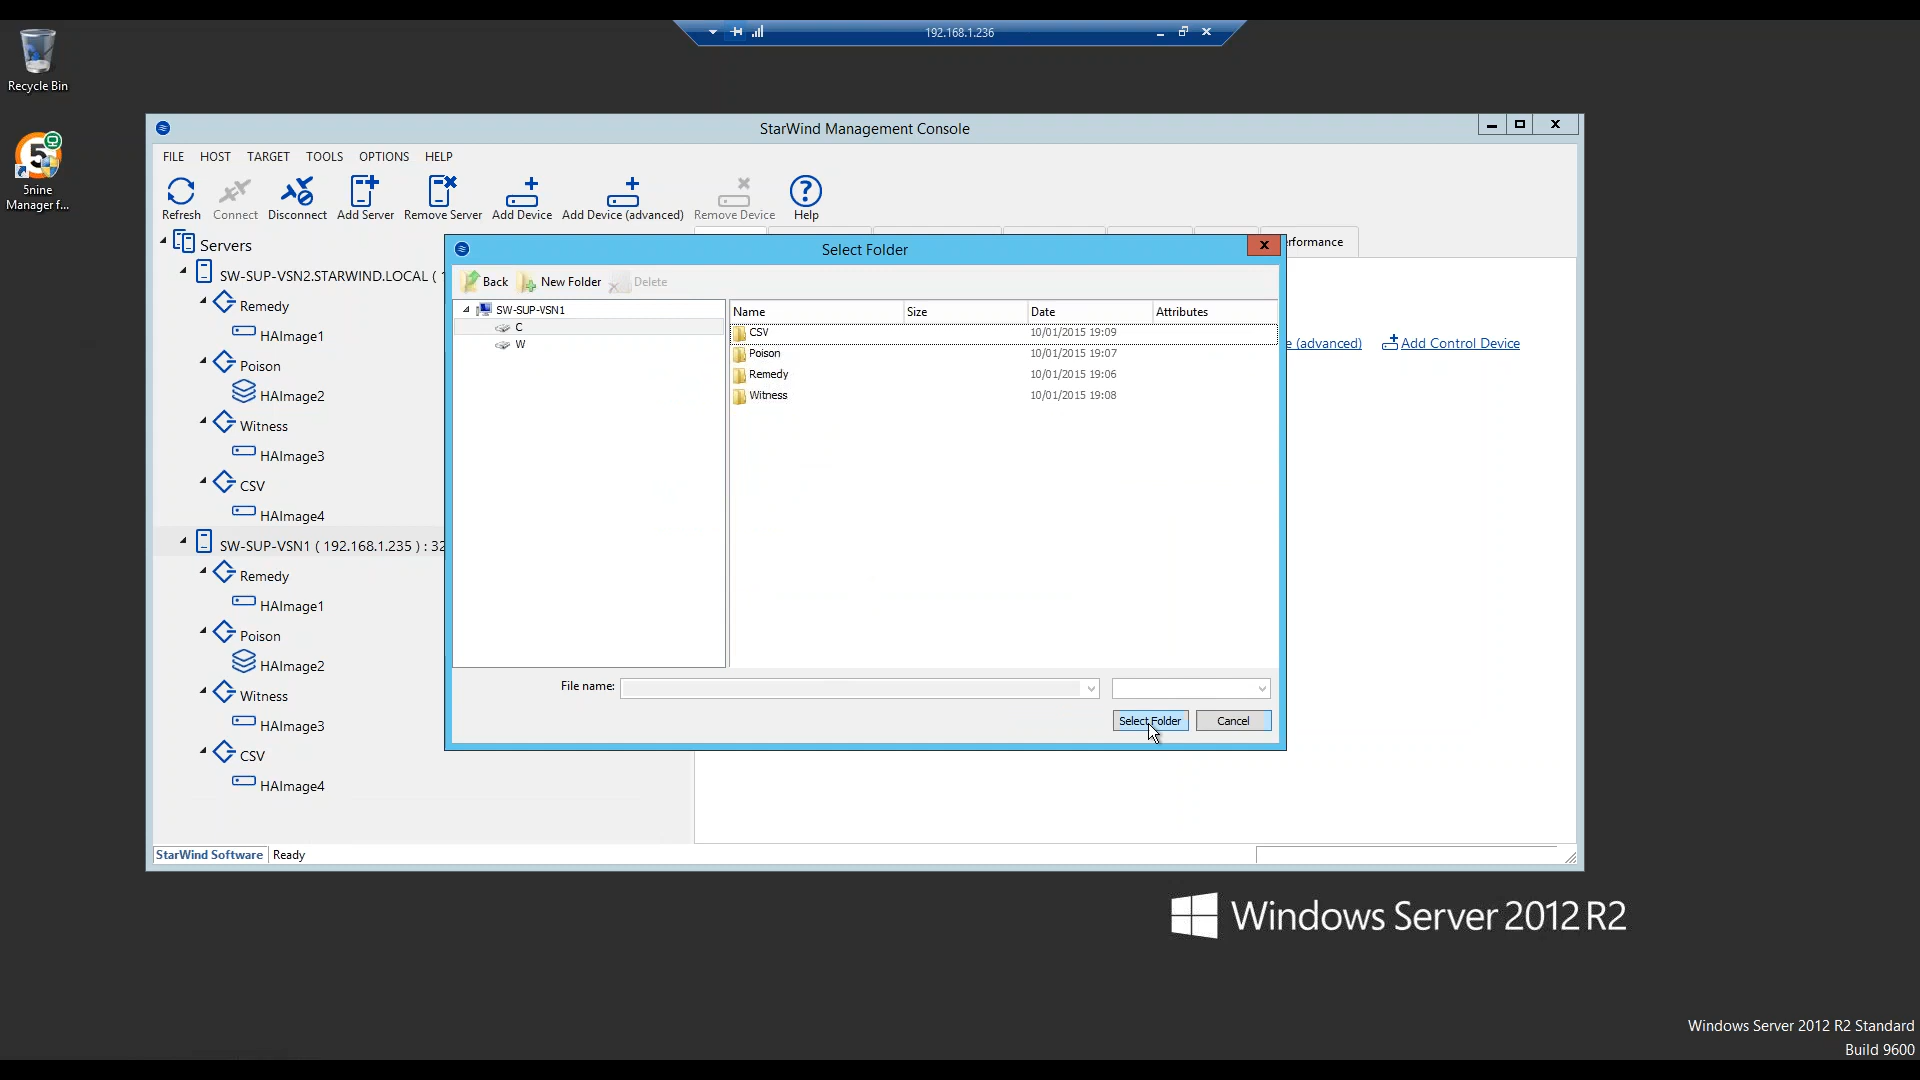 192.168.1.236
Recycle Bin
5nine
Manager f...
StarWind Management Console
FILE HOST TARGET TOOLS OPTIONS HELP
Refresh Connect Disconnect Add Server Remove Server Add Device Add Device (advanced) Remove Device Help
Servers
SW-SUP-VSN2.STARWIND.LOCAL (
Remedy
HAImage1
Poison
HAImage2
Witness
HAImage3
CSV
HAImage4
SW-SUP-VSN1 ( 192.168.1.235 ) : 32
Remedy
HAImage1
Poison
HAImage2
Witness
HAImage3
CSV
HAImage4
rformance
e (advanced) Add Control Device
Select Folder
Back New Folder Delete
SW-SUP-VSN1
C
W
Name Size Date Attributes
CSV 10/01/2015 19:09
Poison 10/01/2015 19:07
Remedy 10/01/2015 19:06
Witness 10/01/2015 19:08
File name:
Select Folder Cancel
StarWind Software Ready
Windows Server 2012 R2
Windows Server 2012 R2 Standard
Build 9600